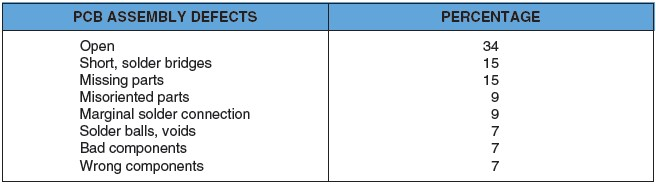 PCB ASSEMBLY DEFECTS PERCENTAGE
Open 34
Short, solder bridges 15
Missing parts 15
Misoriented parts 9
Marginal solder connection 9
Solder balls, voids 7
Bad components 7
Wrong components 7